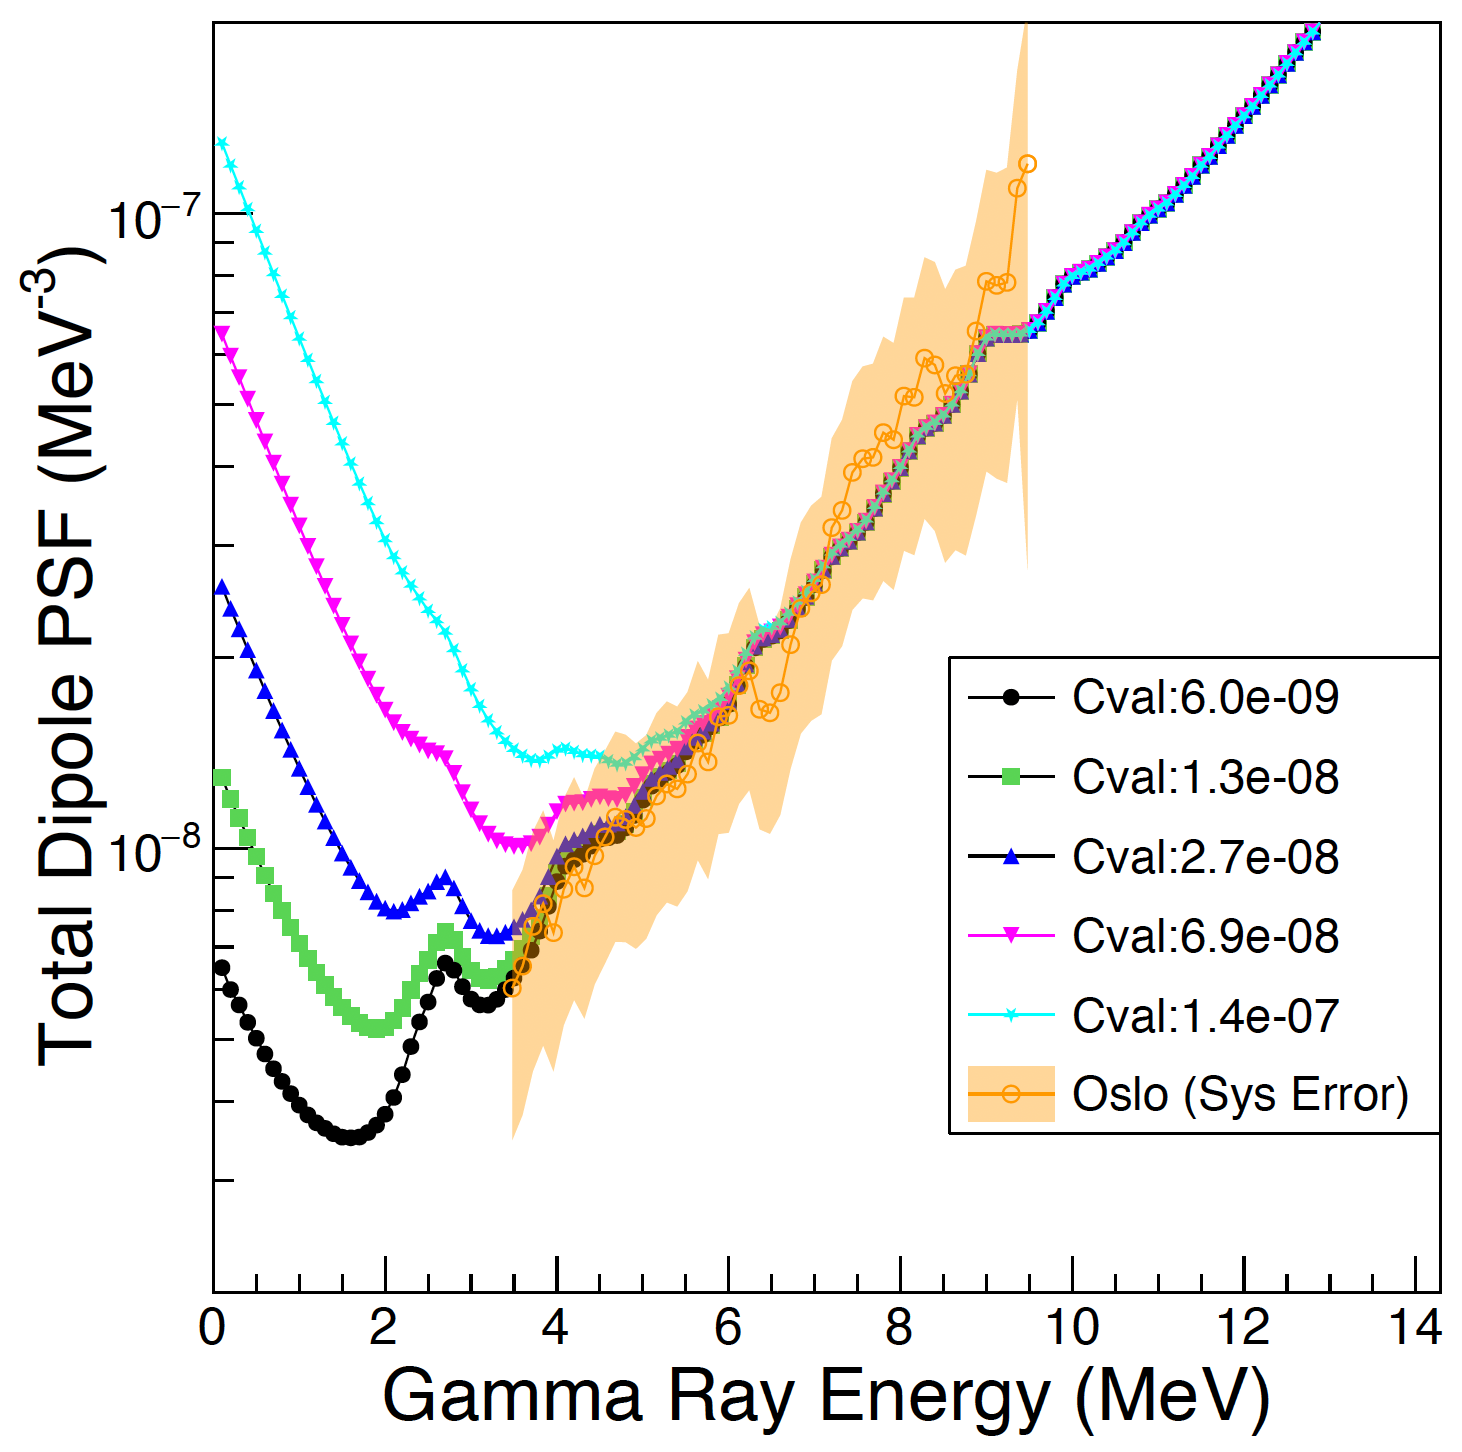 Total Dipole PSF (MeV⁻³)
10⁻⁷
10⁻⁸
Cval:6.0e-09
Cval:1.3e-08
Cval:2.7e-08
Cval:6.9e-08
Cval:1.4e-07
Oslo (Sys Error)
0 2 4 6 8 10 12 14
Gamma Ray Energy (MeV)